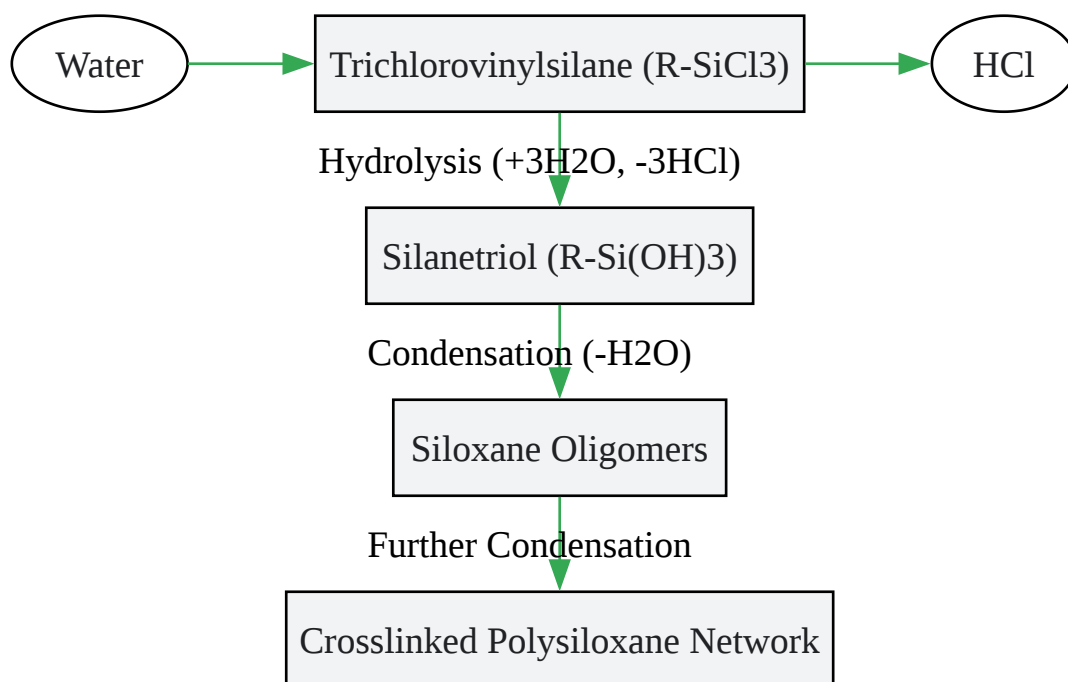 Water
Trichlorovinylsilane (R-SiCl3)
HCl
Hydrolysis (+3H2O, -3HCl)
Silanetriol (R-Si(OH)3)
Condensation (-H2O)
Siloxane Oligomers
Further Condensation
Crosslinked Polysiloxane Network